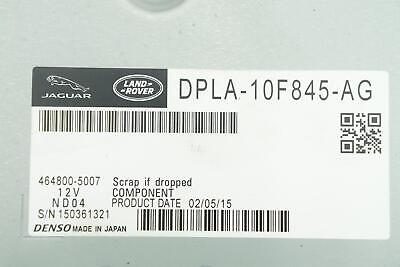 JAGUAR
LAND-
ROVER
DPLA-10F845-AG
464800-5007 Scrap if dropped
12V COMPONENT
ND04 PRODUCT DATE 02/05/15
S/N 150361321
DENSO MADE IN JAPAN